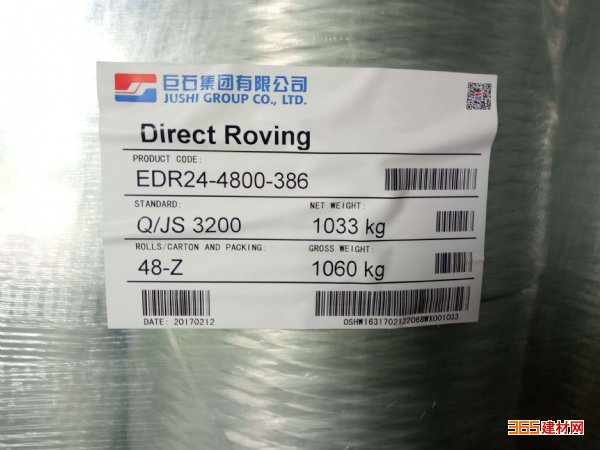 巨石集团有限公司
JUSHI GROUP CO., LTD.
Direct Roving
PRODUCT CODE:
EDR24-4800-386
STANDARD:
Q/JS 3200
NET WEIGHT:
1033 kg
ROLLS/CARTON AND PACKING:
48-Z
GROSS WEIGHT:
1060 kg
DATE: 20170212
OSHW1631702122068WX001033
365建材网